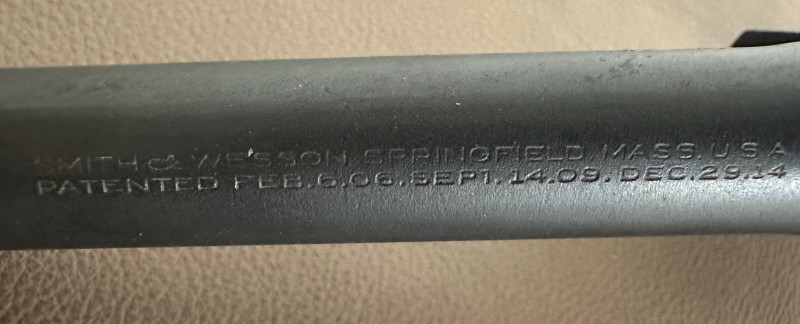 SMITH & WESSON SPRINGFIELD MASS. U.S.A
PATENTED FEB.6.06.SEPT.14.09.DEC.29.14